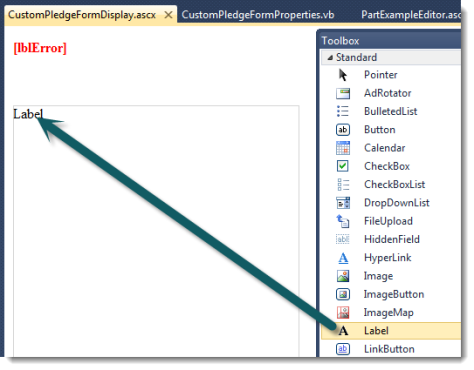 CustomPledgeFormDisplay.ascx
CustomPledgeFormProperties.vb
PartExampleEditor.asc
[lblError]
Label
Toolbox
Standard
Pointer
AdRotator
BulletedList
Button
Calendar
CheckBox
CheckBoxList
DropDownList
FileUpload
HiddenField
HyperLink
Image
ImageButton
ImageMap
Label
LinkButton